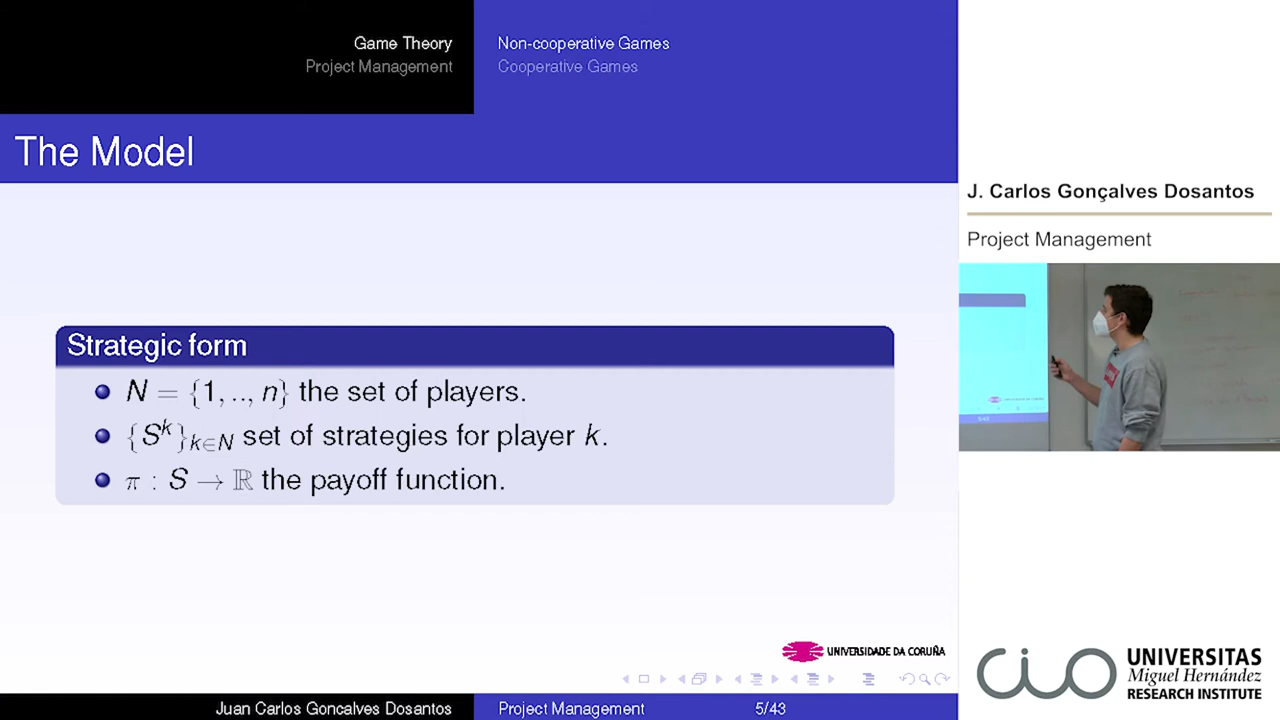 Game Theory
Project Management
Non-cooperative Games
Cooperative Games
The Model
Strategic form
N = {1, .., n} the set of players.
{S^k}_{k∈N} set of strategies for player k.
π : S → ℝ the payoff function.
UNIVERSIDADE DA CORUÑA
Juan Carlos Goncalves Dosantos
Project Management
5/43
J. Carlos Gonçalves Dosantos
Project Management
CIO
UNIVERSITAS
Miguel Hernández
RESEARCH INSTITUTE